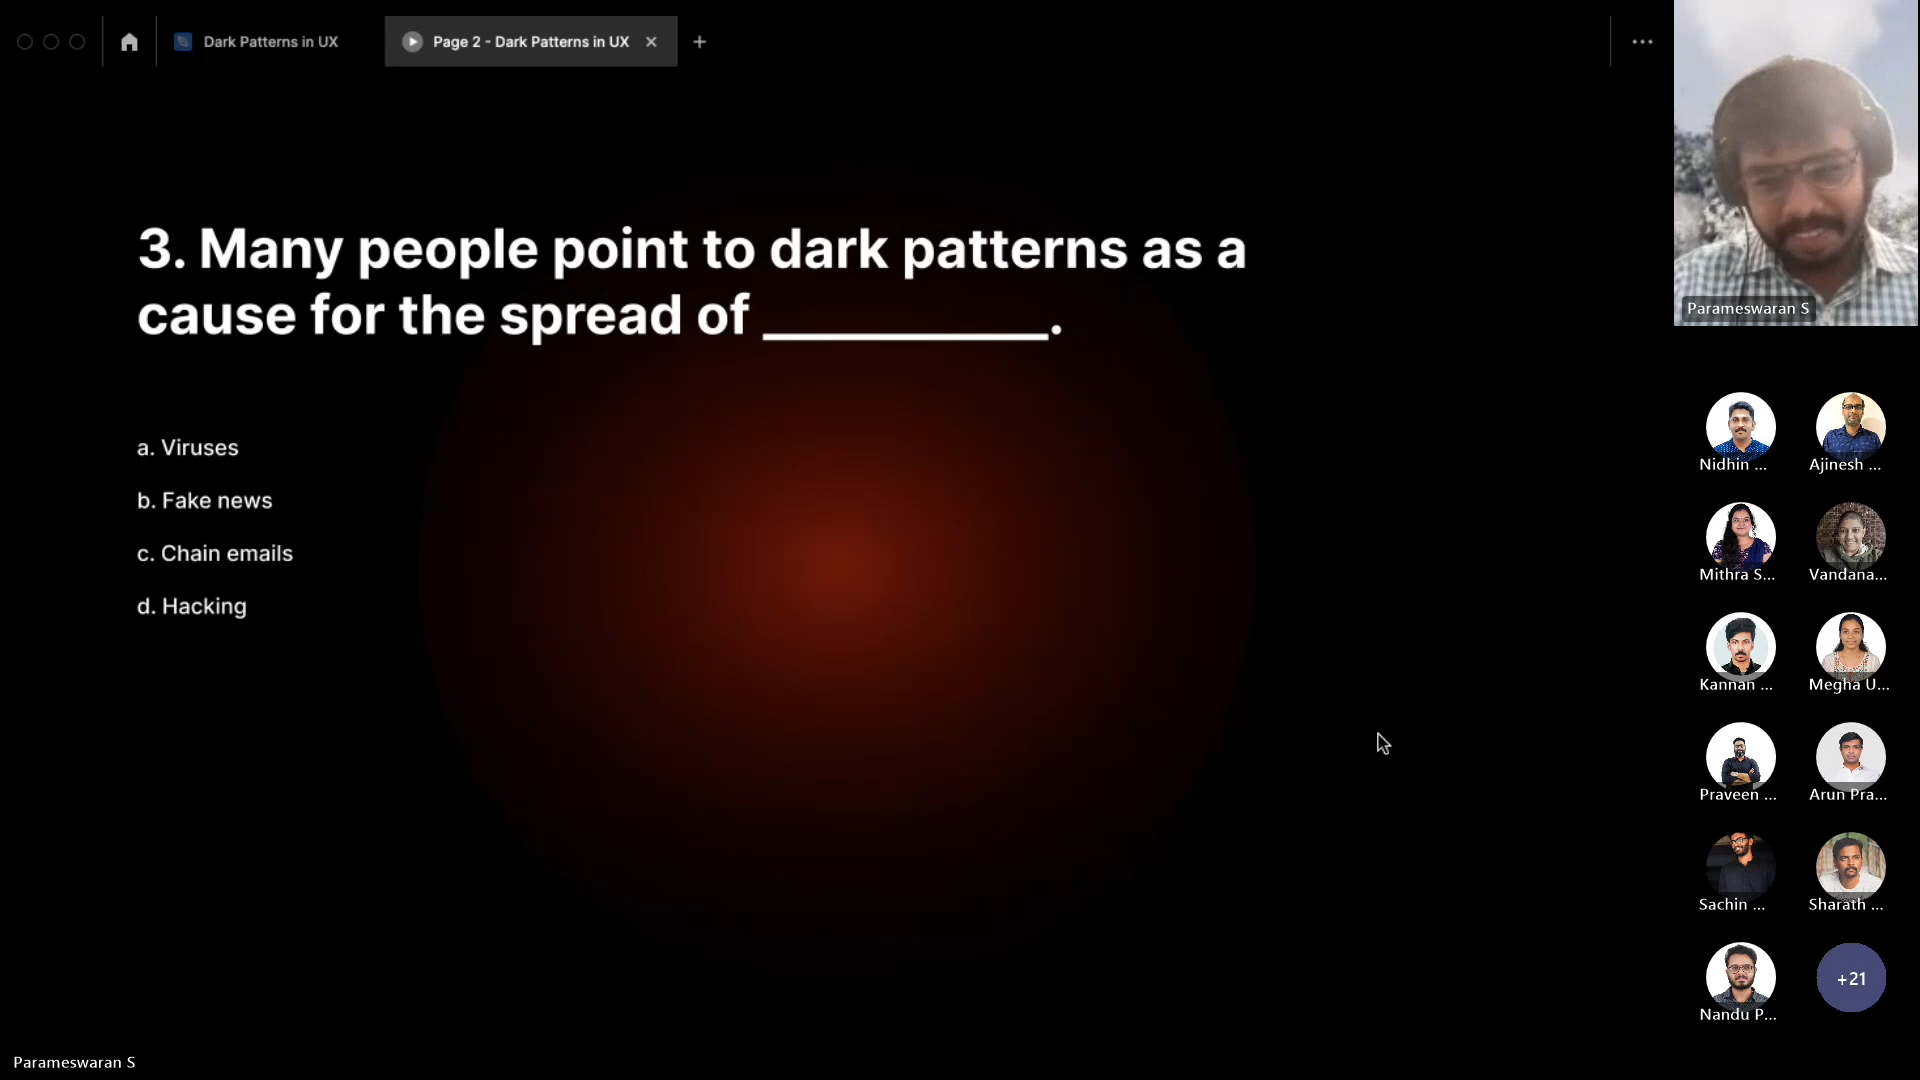 Dark Patterns in UX
Page 2 - Dark Patterns in UX
3. Many people point to dark patterns as a
cause for the spread of ___________.
a. Viruses
b. Fake news
c. Chain emails
d. Hacking
Parameswaran S
Nidhin ...
Ajinesh ...
Mithra S...
Vandana...
Kannan ...
Megha U...
Praveen ...
Arun Pra...
Sachin ...
Sharath ...
Nandu P...
+21
Parameswaran S